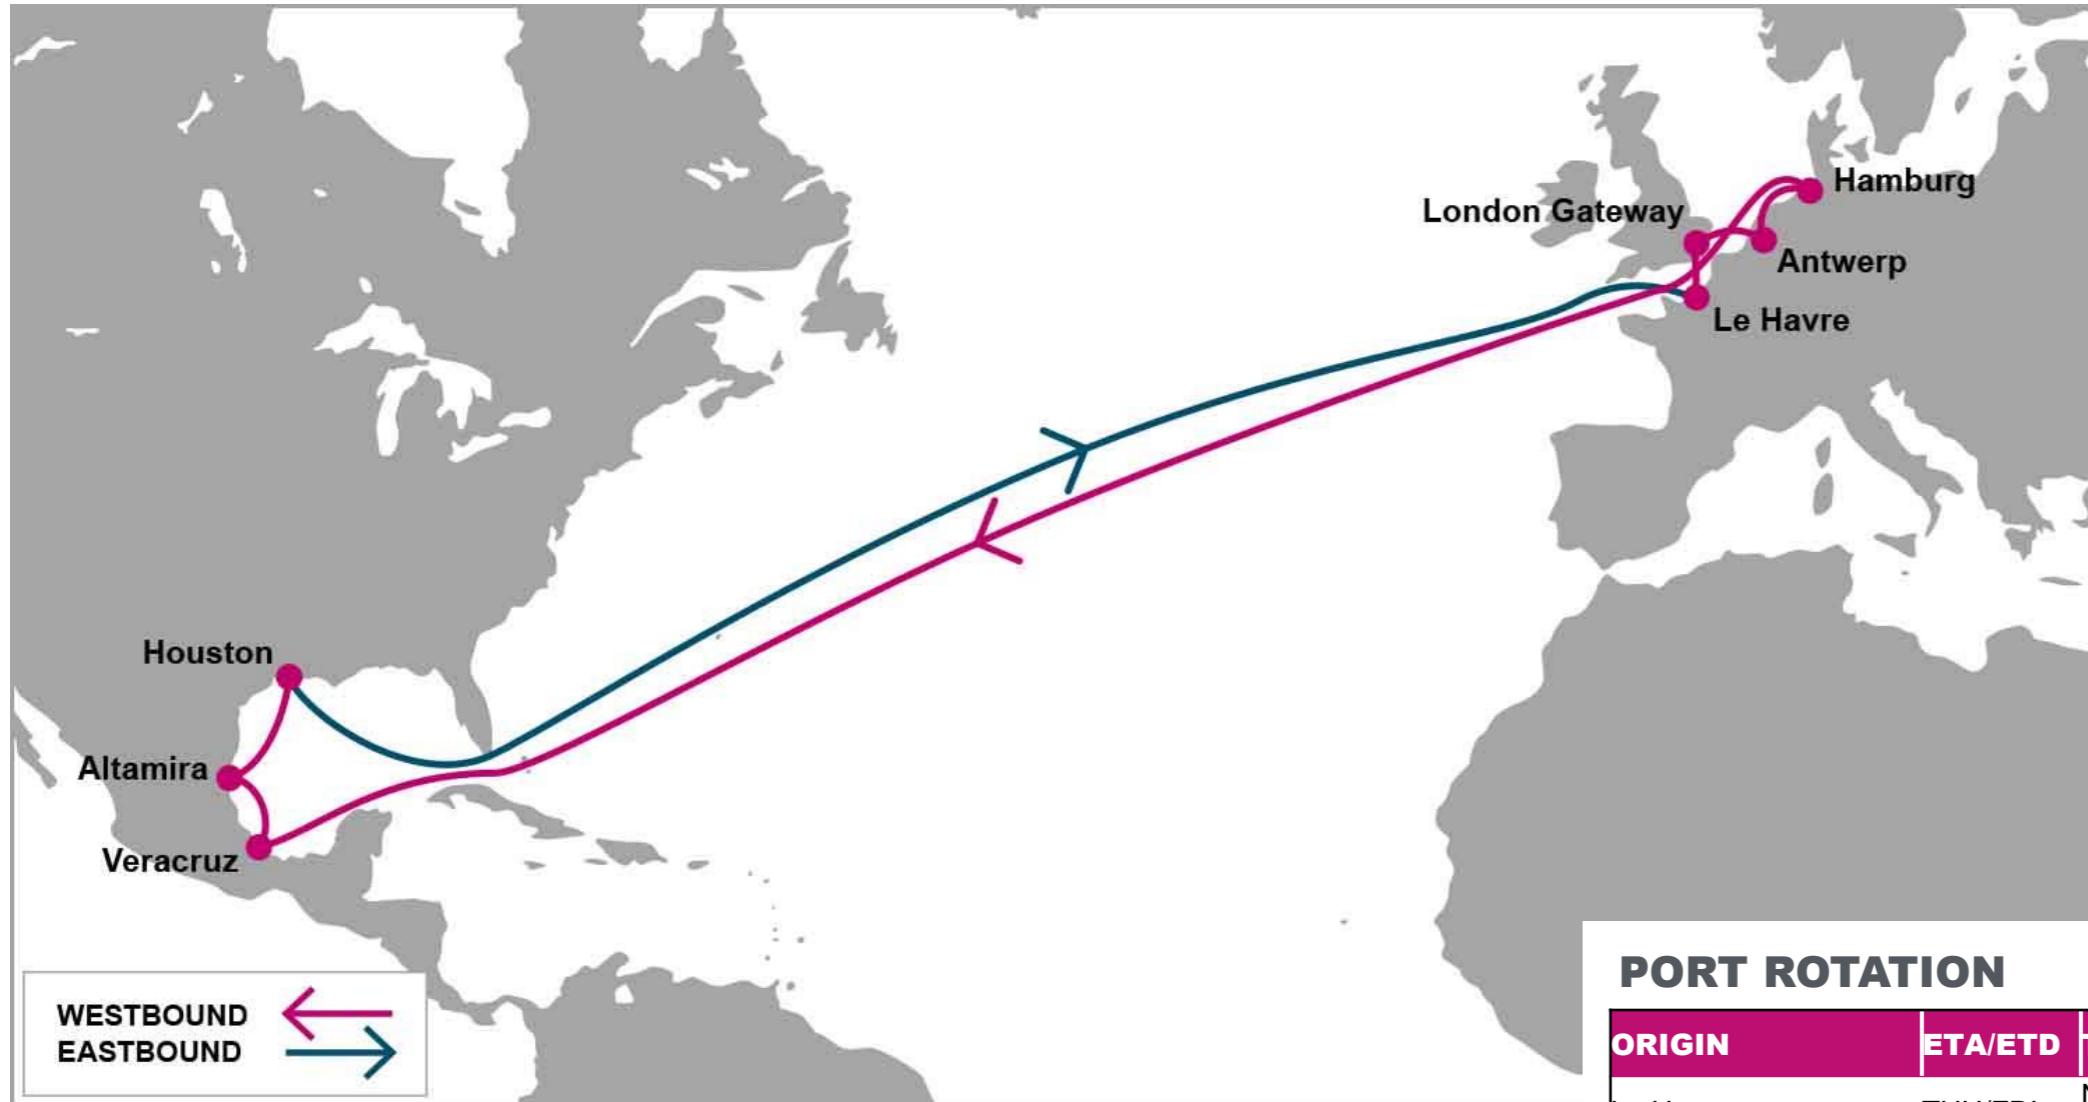 Hamburg
London Gateway
Antwerp
Le Havre
Houston
Altamira
Veracruz
WESTBOUND
EASTBOUND
PORT ROTATION
ORIGIN ETA/ETD